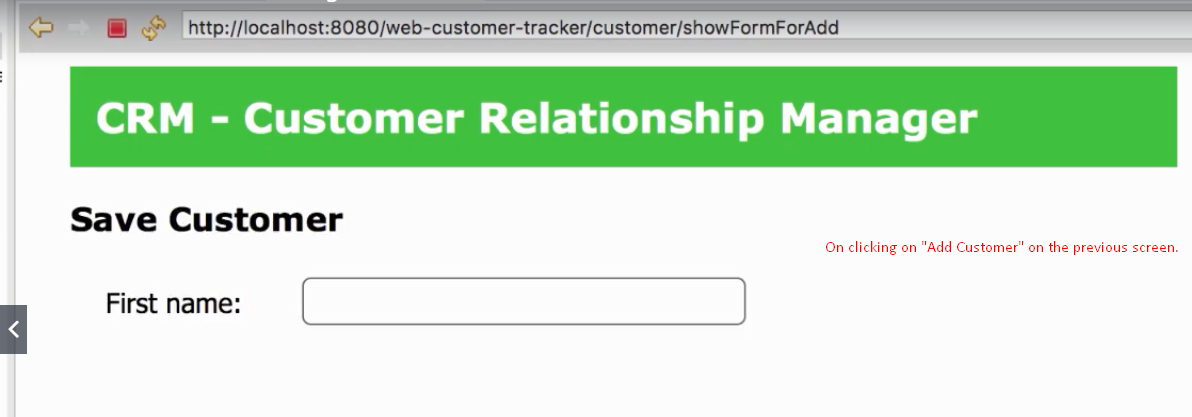 http://localhost:8080/web-customer-tracker/customer/showFormForAdd
CRM - Customer Relationship Manager
Save Customer
On clicking on "Add Customer" on the previous screen.
First name: